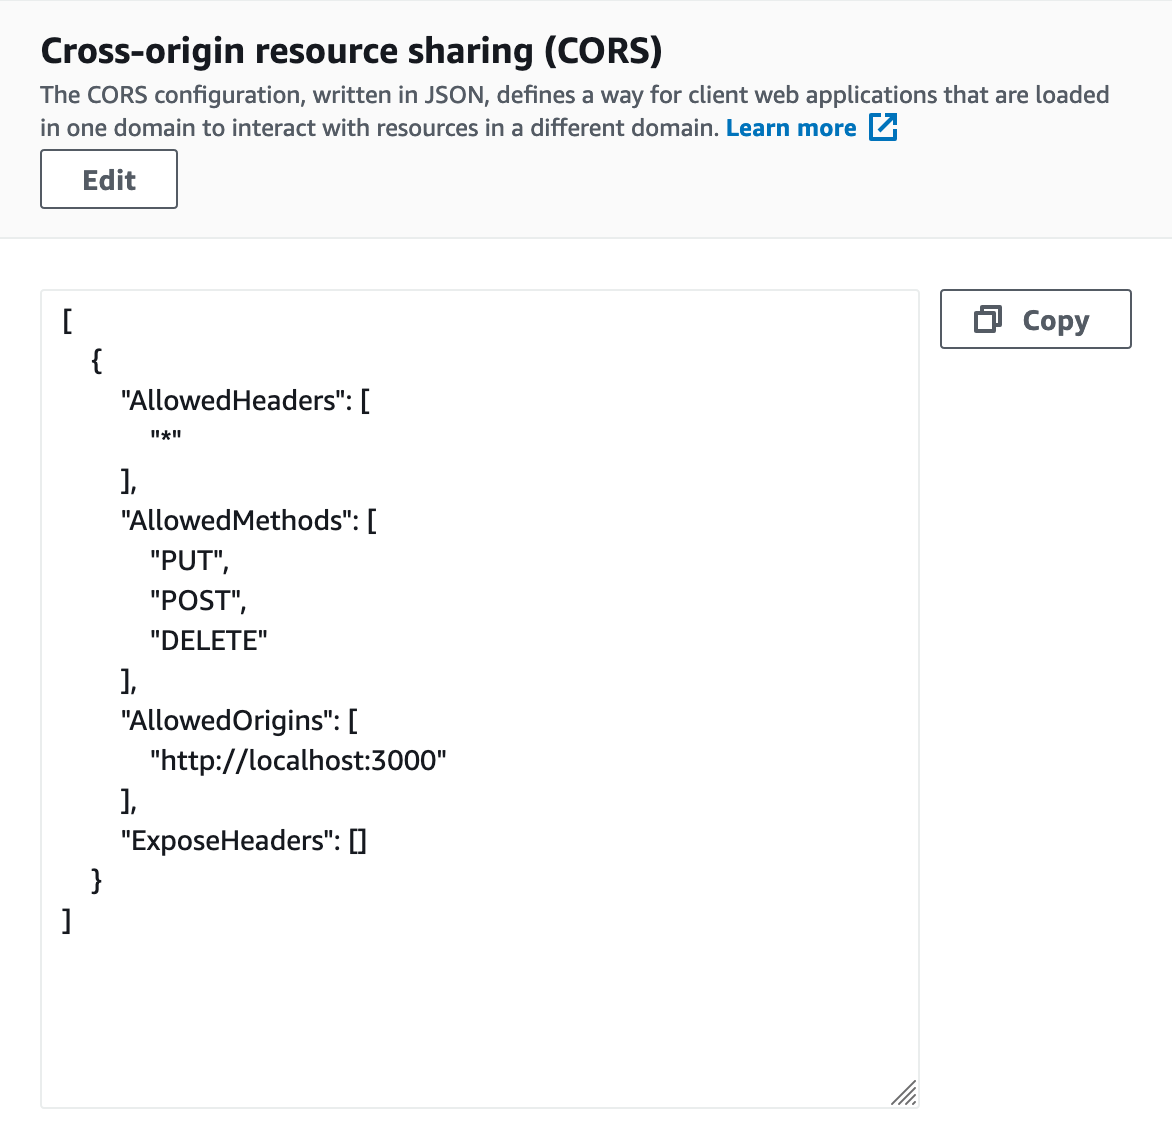 Cross-origin resource sharing (CORS)
The CORS configuration, written in JSON, defines a way for client web applications that are loaded
in one domain to interact with resources in a different domain. Learn more
Edit
[
{
"AllowedHeaders": [
"*"
],
"AllowedMethods": [
"PUT",
"POST",
"DELETE"
],
"AllowedOrigins": [
"http://localhost:3000"
],
"ExposeHeaders": []
}
]
Copy